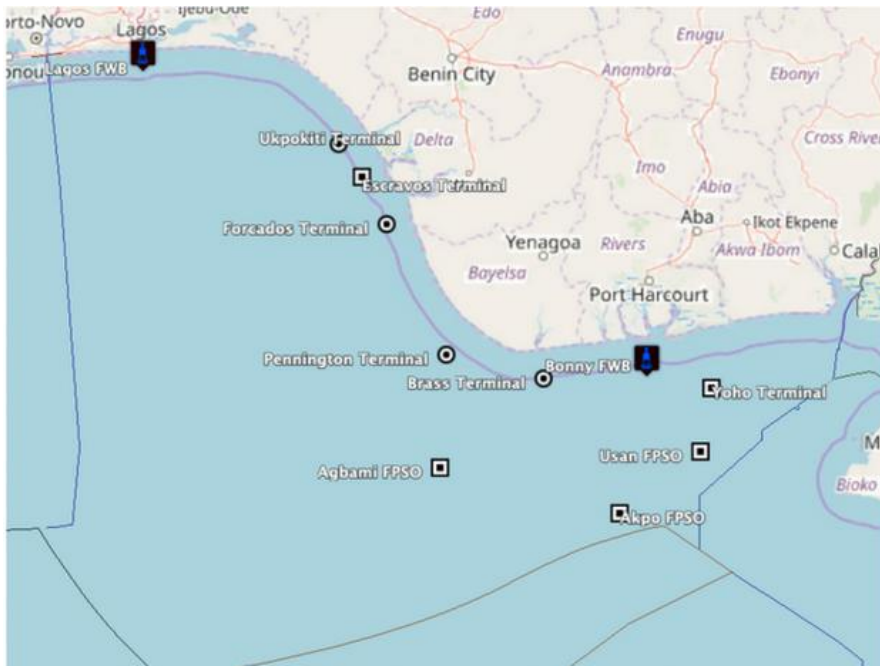 orto-Novo
Ijebu-Ode
Lagos
onou
Lagos FWB
Edo
Benin City
Enugu
Anambra
Ebonyi
Ukpokiti Terminal
Delta
Cross River
Imo
Escravos Terminal
Abia
Forcados Terminal
Aba
Ikot Ekpene
Yenagoa
Rivers
Akwa Ibom
Calab
Bayelsa
Port Harcourt
Pennington Terminal
Bonny FWB
Brass Terminal
Yoho Terminal
Usan FPSO
M
Agbami FPSO
Bioko
Akpo FPSO